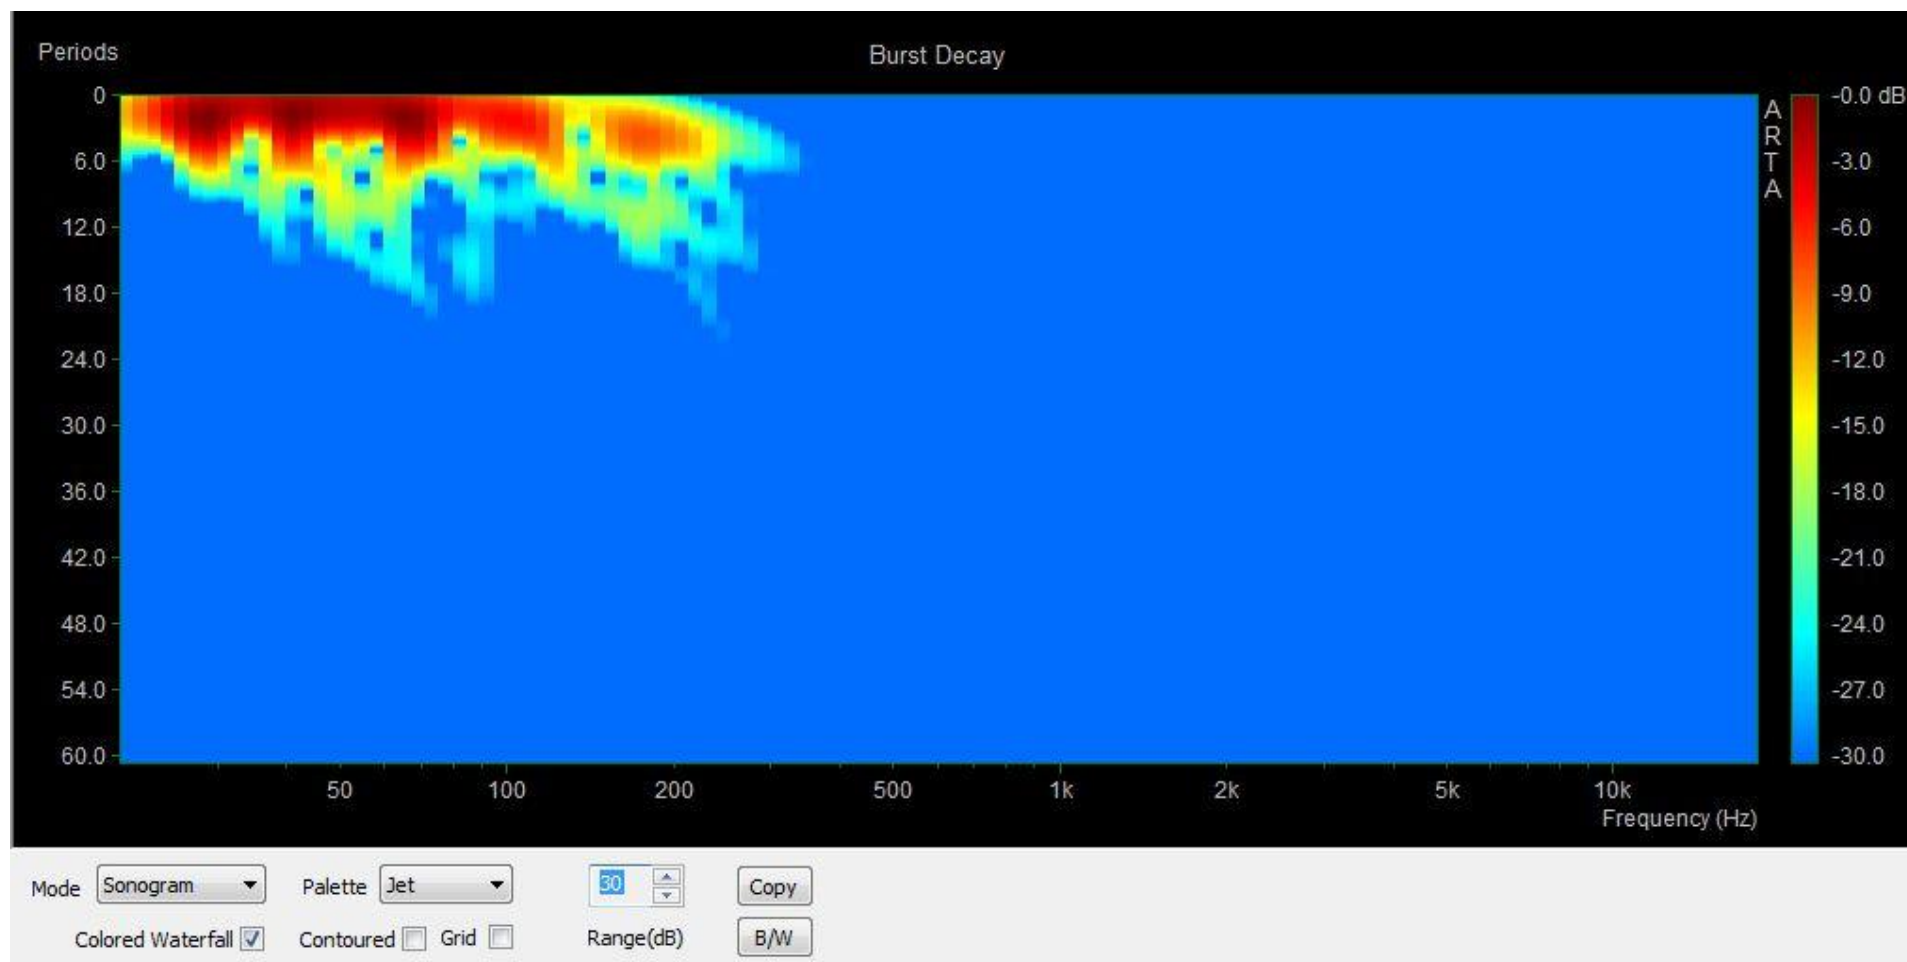 Periods
Burst Decay
0
6.0
12.0
18.0
24.0
30.0
36.0
42.0
48.0
54.0
60.0
50 100 200 500 1k 2k 5k 10k
Frequency (Hz)
A
R
T
A
-0.0 dB
-3.0
-6.0
-9.0
-12.0
-15.0
-18.0
-21.0
-24.0
-27.0
-30.0
Mode Sonogram Palette Jet 30 Copy
Colored Waterfall Contoured Grid Range(dB) B/W